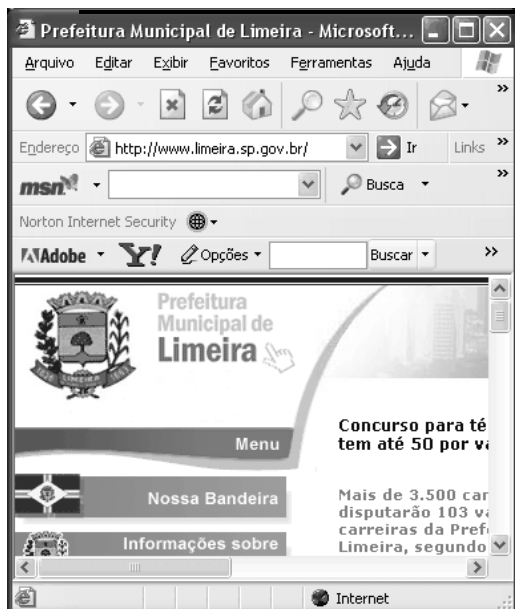 Prefeitura Municipal de Limeira - Microsoft...
Arquivo Editar Exibir Favoritos Ferramentas Ajuda
Endereço http://www.limeira.sp.gov.br/ Ir Links
msn Busca
Norton Internet Security
Adobe Y! Opções Buscar
Prefeitura
Municipal de
Limeira
LIMEIRA
Menu
Concurso para té
tem até 50 por va
Nossa Bandeira
Mais de 3.500 can
disputarão 103 va
carreiras da Prefe
Limeira, segundo
Informações sobre
Internet